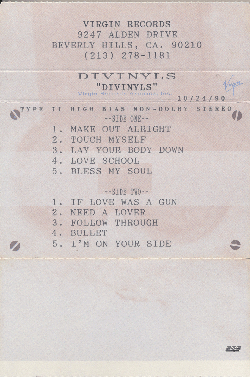 VIRGIN RECORDS
9247 ALDEN DRIVE
BEVERLY HILLS, CA. 90210
(213) 278-1181
DIVINYLS
"DIVINYLS"
10/24/90
TYPE II HIGH BIAS NON-DOLBY STEREO
--SIDE ONE--
1. MAKE OUT ALRIGHT
2. TOUCH MYSELF
3. LAY YOUR BODY DOWN
4. LOVE SCHOOL
5. BLESS MY SOUL
--SIDE TWO--
1. IF LOVE WAS A GUN
2. NEED A LOVER
3. FOLLOW THROUGH
4. BULLET
5. I'M ON YOUR SIDE